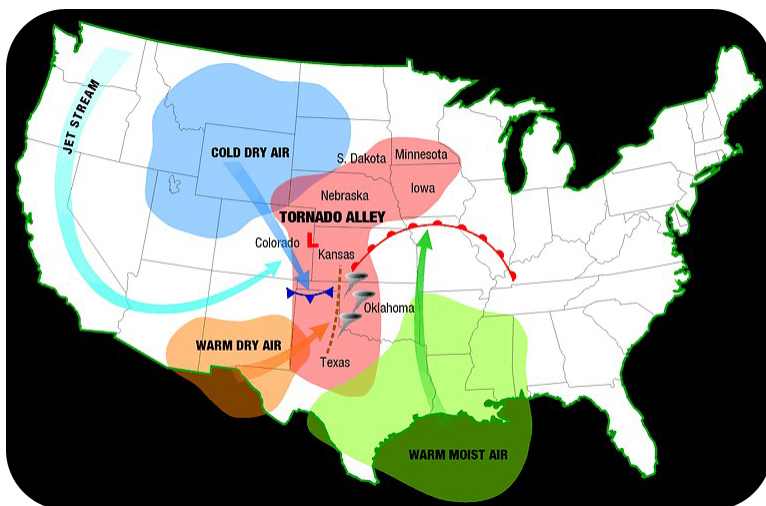 JET STREAM
COLD DRY AIR
S. Dakota
Minnesota
Nebraska
Iowa
TORNADO ALLEY
Colorado
L
Kansas
Oklahoma
WARM DRY AIR
Texas
WARM MOIST AIR